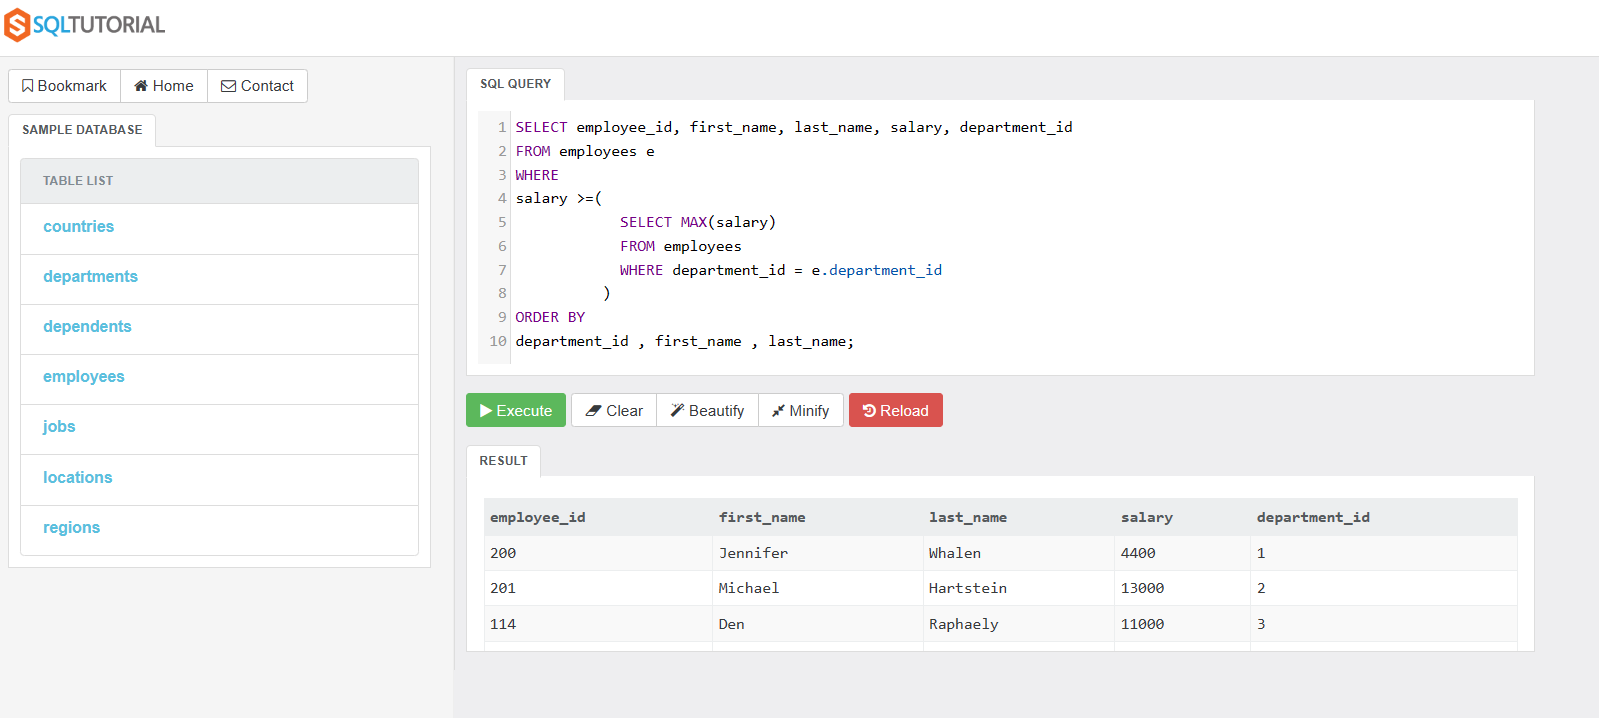 SQLTUTORIAL
Bookmark Home Contact
SAMPLE DATABASE
TABLE LIST
countries
departments
dependents
employees
jobs
locations
regions
SQL QUERY
1 SELECT employee_id, first_name, last_name, salary, department_id
2 FROM employees e
3 WHERE
4 salary >=(
5 SELECT MAX(salary)
6 FROM employees
7 WHERE department_id = e.department_id
8 )
9 ORDER BY
10 department_id , first_name , last_name;
Execute Clear Beautify Minify Reload
RESULT
employee_id first_name last_name salary department_id
200 Jennifer Whalen 4400 1
201 Michael Hartstein 13000 2
114 Den Raphaely 11000 3